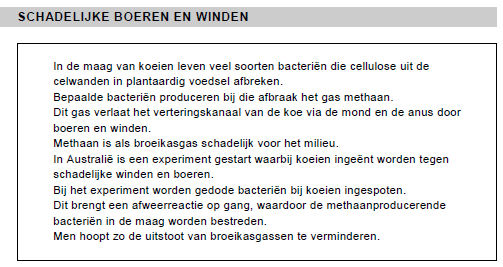 SCHADELIJKE BOEREN EN WINDEN
In de maag van koeien leven veel soorten bacteriën die cellulose uit de
celwanden in plantaardig voedsel afbreken.
Bepaalde bacteriën produceren bij die afbraak het gas methaan.
Dit gas verlaat het verteringskanaal van de koe via de mond en de anus door
boeren en winden.
Methaan is als broeikasgas schadelijk voor het milieu.
In Australië is een experiment gestart waarbij koeien ingeënt worden tegen
schadelijke winden en boeren.
Bij het experiment worden gedode bacteriën bij koeien ingespoten.
Dit brengt een afweerreactie op gang, waardoor de methaanproducerende
bacteriën in de maag worden bestreden.
Men hoopt zo de uitstoot van broeikasgassen te verminderen.